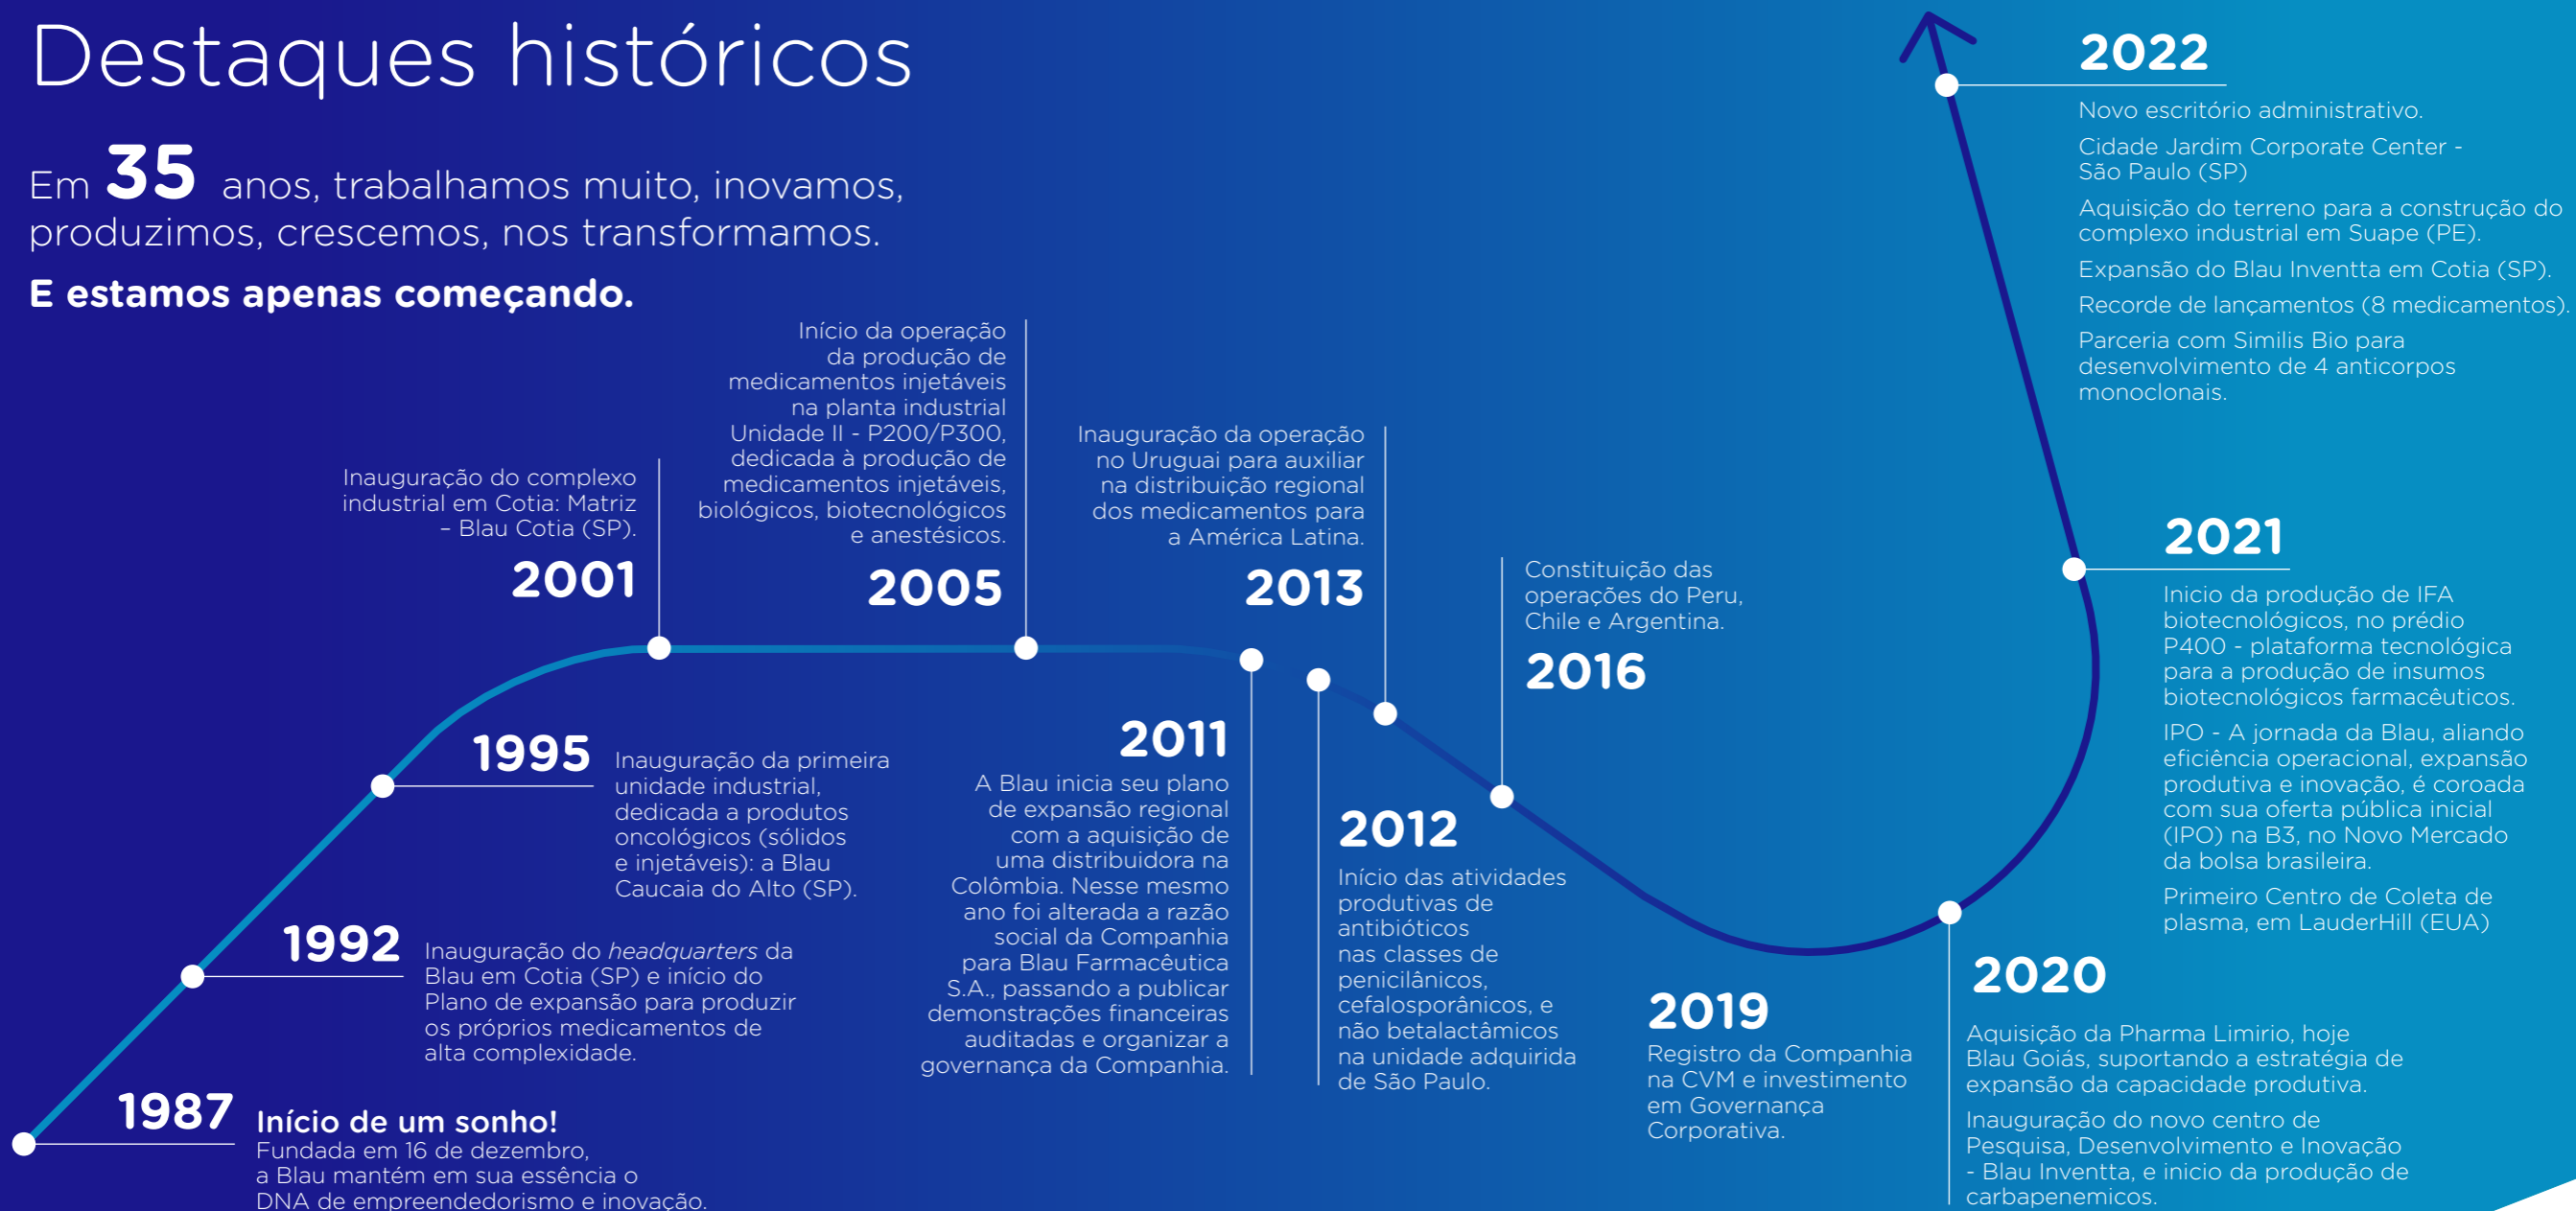 Destaques históricos
Em 35 anos, trabalhamos muito, inovamos,
produzimos, crescemos, nos transformamos.
E estamos apenas começando.
1987
Início de um sonho!
Fundada em 16 de dezembro,
a Blau mantém em sua essência o
DNA de empreendedorismo e inovação.
1992
Inauguração do headquarters da
Blau em Cotia (SP) e início do
Plano de expansão para produzir
os próprios medicamentos de
alta complexidade.
1995
Inauguração da primeira
unidade industrial,
dedicada a produtos
oncológicos (sólidos
e injetáveis): a Blau
Caucaia do Alto (SP).
Inauguração do complexo
industrial em Cotia: Matriz
– Blau Cotia (SP).
2001
Início da operação
da produção de
medicamentos injetáveis
na planta industrial
Unidade II - P200/P300,
dedicada à produção de
medicamentos injetáveis,
biológicos, biotecnológicos
e anestésicos.
2005
2011
A Blau inicia seu plano
de expansão regional
com a aquisição de
uma distribuidora na
Colômbia. Nesse mesmo
ano foi alterada a razão
social da Companhia
para Blau Farmacêutica
S.A., passando a publicar
demonstrações financeiras
auditadas e organizar a
governança da Companhia.
2012
Início das atividades
produtivas de
antibióticos
nas classes de
penicilânicos,
cefalosporânicos, e
não betalactâmicos
na unidade adquirida
de São Paulo.
Inauguração da operação
no Uruguai para auxiliar
na distribuição regional
dos medicamentos para
a América Latina.
2013
Constituição das
operações do Peru,
Chile e Argentina.
2016
2019
Registro da Companhia
na CVM e investimento
em Governança
Corporativa.
2020
Aquisição da Pharma Limirio, hoje
Blau Goiás, suportando a estratégia de
expansão da capacidade produtiva.
Inauguração do novo centro de
Pesquisa, Desenvolvimento e Inovação
- Blau Inventta, e inicio da produção de
carbapenemicos.
2021
Inicio da produção de IFA
biotecnológicos, no prédio
P400 - plataforma tecnológica
para a produção de insumos
biotecnológicos farmacêuticos.
IPO - A jornada da Blau, aliando
eficiência operacional, expansão
produtiva e inovação, é coroada
com sua oferta pública inicial
(IPO) na B3, no Novo Mercado
da bolsa brasileira.
Primeiro Centro de Coleta de
plasma, em LauderHill (EUA)
2022
Novo escritório administrativo.
Cidade Jardim Corporate Center -
São Paulo (SP)
Aquisição do terreno para a construção do
complexo industrial em Suape (PE).
Expansão do Blau Inventta em Cotia (SP).
Recorde de lançamentos (8 medicamentos).
Parceria com Similis Bio para
desenvolvimento de 4 anticorpos
monoclonais.